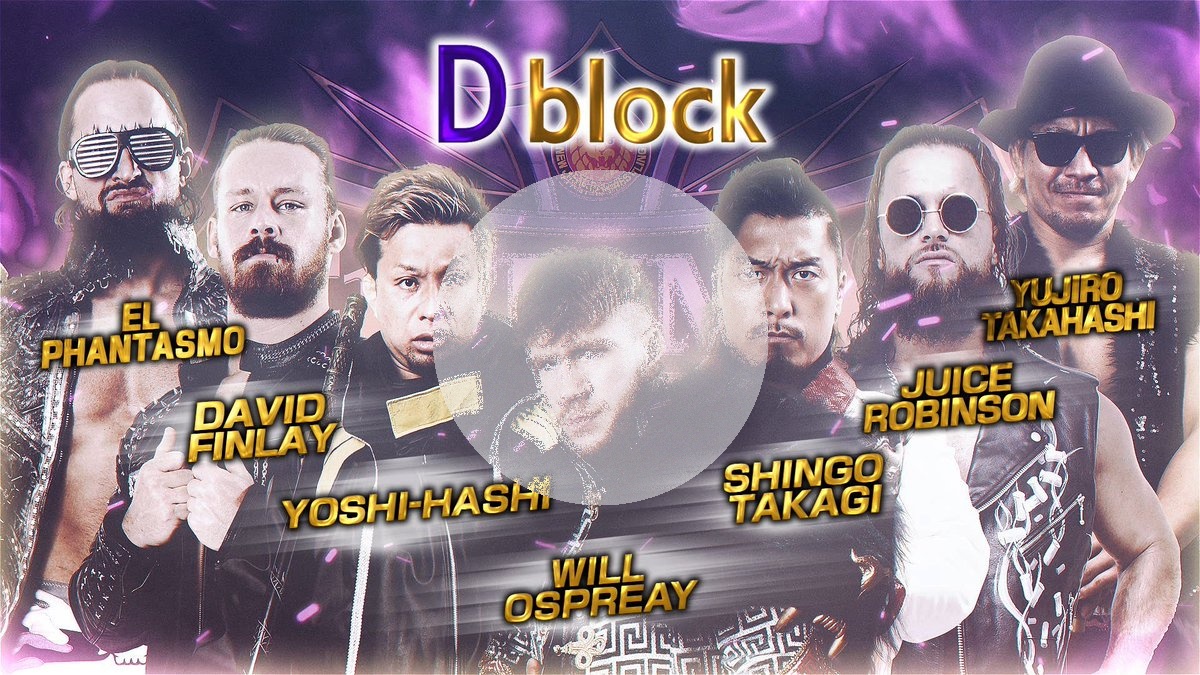 D block
EL
PHANTASMO
DAVID
FINLAY
YOSHI-HASHI
WILL
OSPREAY
SHINGO
TAKAGI
JUICE
ROBINSON
YUJIRO
TAKAHASHI